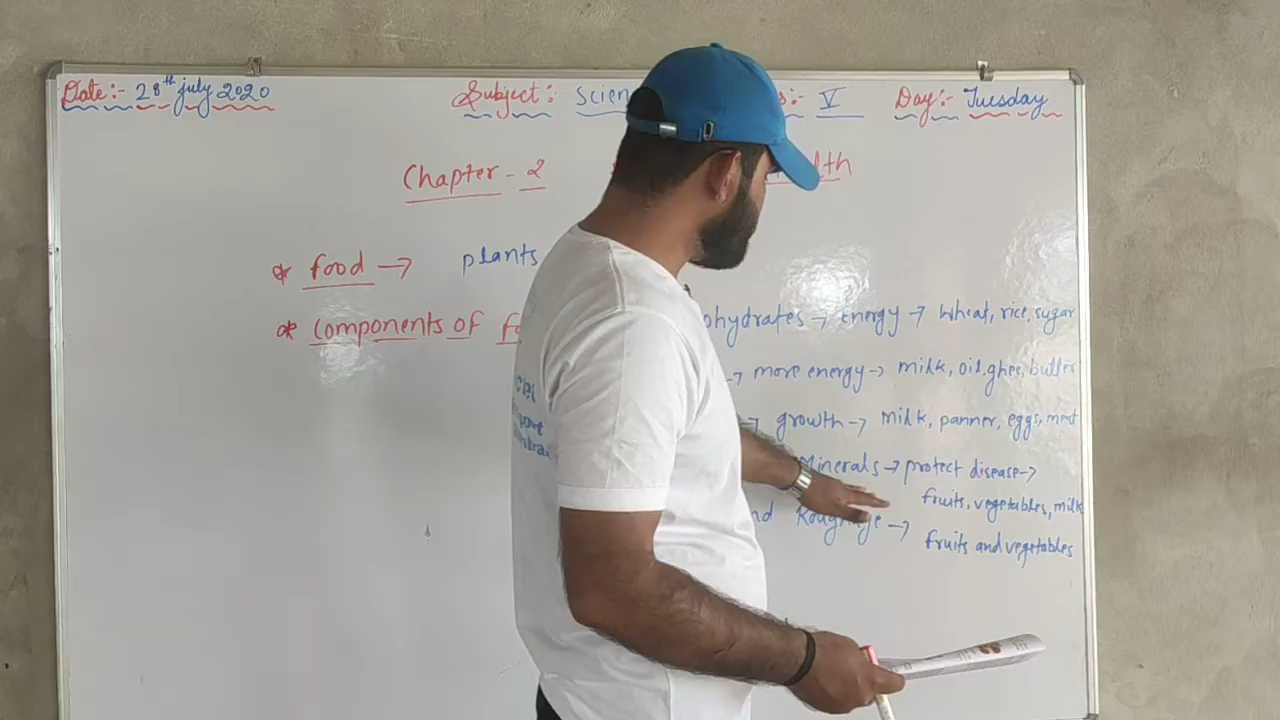 Date:- 28th july 2020 Subject: Scien :- V Day:- Tuesday
Chapter - 2 lth
* food → plants
* components of fo ohydrates → Energy → Wheat, rice, sugar
→ more energy → milk, oil, ghee, butter
→ growth → milk, panner, eggs, meat
Minerals → protect disease →
fruits, vegetables, milk
nd Roughage →
fruits and vegetables